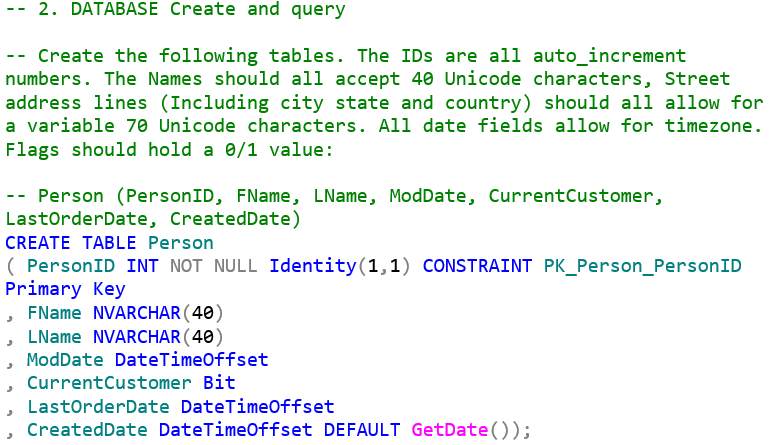 -- 2. DATABASE Create and query
-- Create the following tables. The IDs are all auto_increment
numbers. The Names should all accept 40 Unicode characters, Street
address lines (Including city state and country) should all allow for
a variable 70 Unicode characters. All date fields allow for timezone.
Flags should hold a 0/1 value:
-- Person (PersonID, FName, LName, ModDate, CurrentCustomer,
LastOrderDate, CreatedDate)
CREATE TABLE Person
( PersonID INT NOT NULL Identity(1,1) CONSTRAINT PK_Person_PersonID
Primary Key
, FName NVARCHAR(40)
, LName NVARCHAR(40)
, ModDate DateTimeOffset
, CurrentCustomer Bit
, LastOrderDate DateTimeOffset
, CreatedDate DateTimeOffset DEFAULT GetDate());